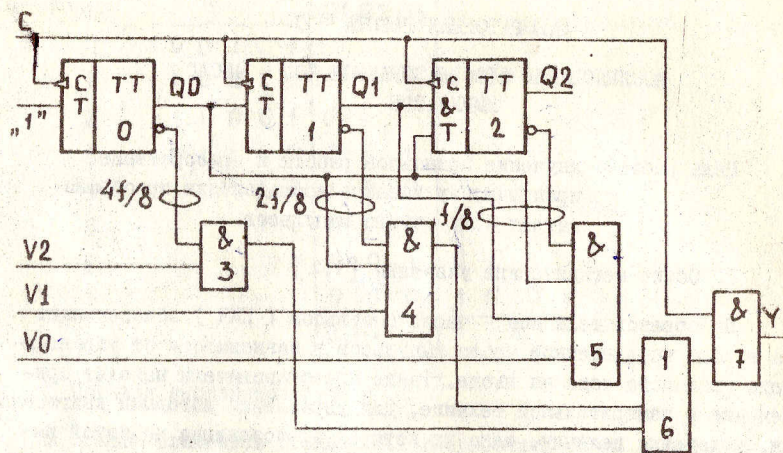 C
C TT Q0 C TT Q1 C TT Q2
T T & T
„1" 0 1 2
4f/8 2f/8 f/8
& & &
V2 3
V1 4 & Y
V0 5 1 7
6